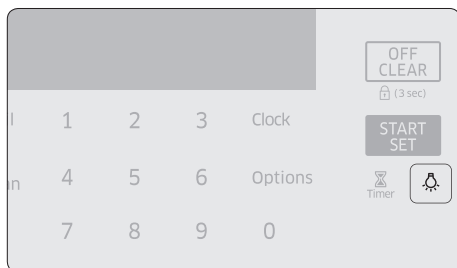 OFF
CLEAR
(3 sec)
1 2 3 Clock
START
SET
4 5 6 Options
Timer
7 8 9 0